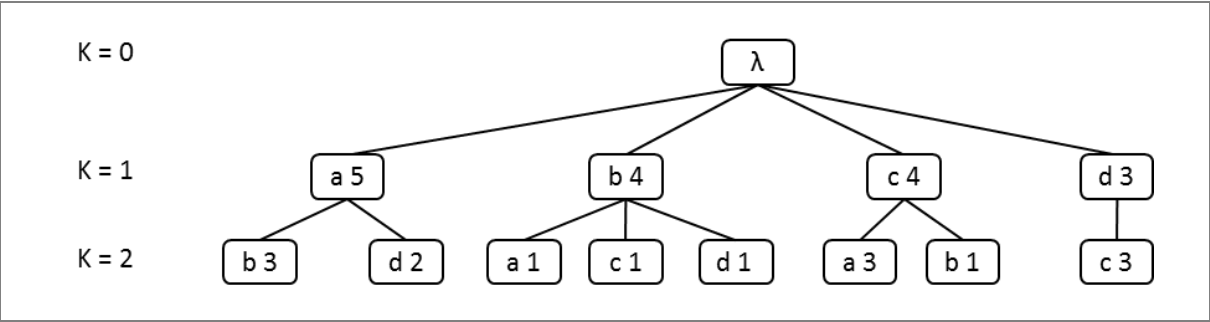 K = 0
λ
K = 1
a 5
b 4
c 4
d 3
K = 2
b 3
d 2
a 1
c 1
d 1
a 3
b 1
c 3